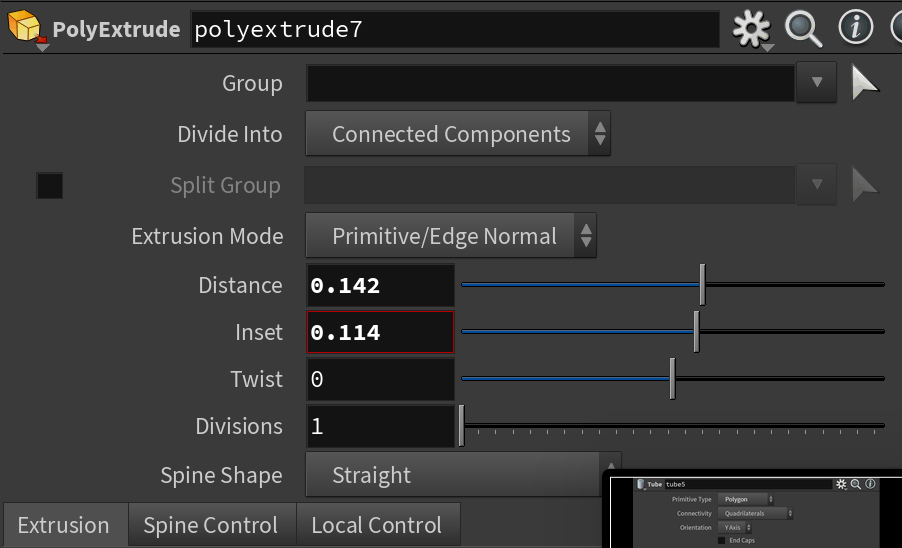 PolyExtrude polyextrude7
Group
Divide Into Connected Components
Split Group
Extrusion Mode Primitive/Edge Normal
Distance 0.142
Inset 0.114
Twist 0
Divisions 1
Spine Shape Straight
Extrusion Spine Control Local Control
Tube tube5
Primitive Type Polygon
Connectivity Quadrilaterals
Orientation Y Axis
End Caps